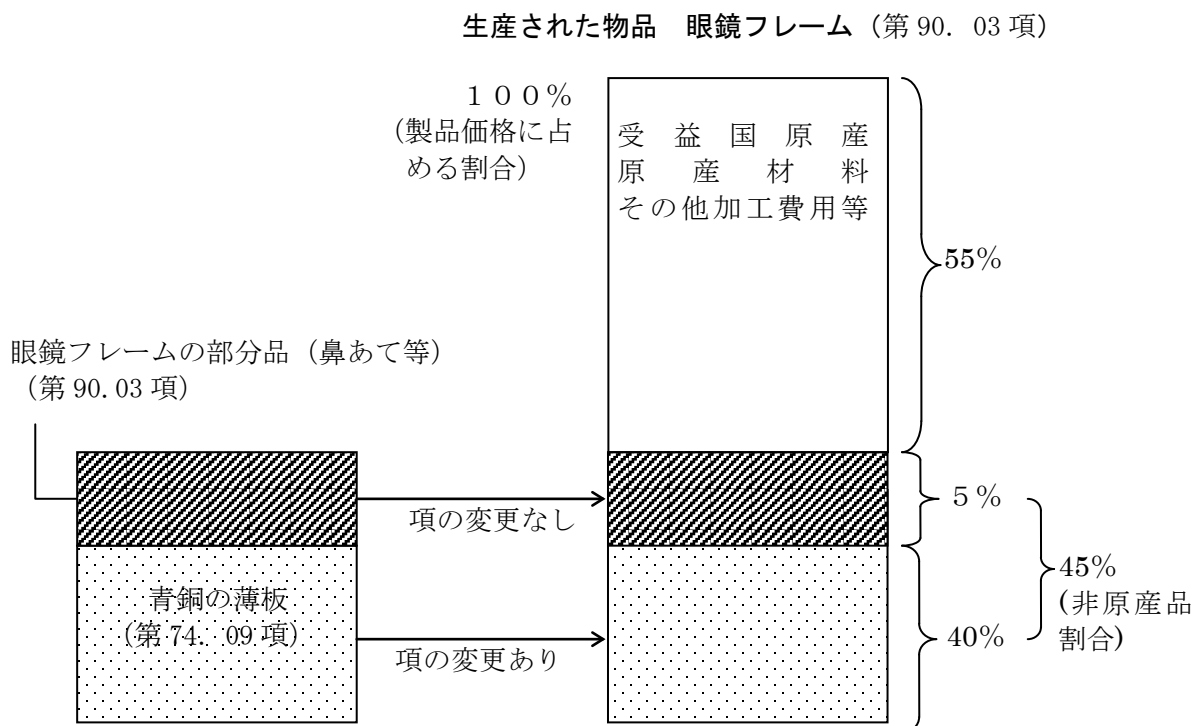 生産された物品 眼鏡フレーム（第 90. 03 項）
１００％
（製品価格に占
める割合）
受益国原産
原産材料
その他加工費用等
55%
眼鏡フレームの部分品（鼻あて等）
（第 90.03 項）
項の変更なし
５％
青銅の薄板
（第 74. 09 項）
項の変更あり
40%
45%
(非原産品
割合)